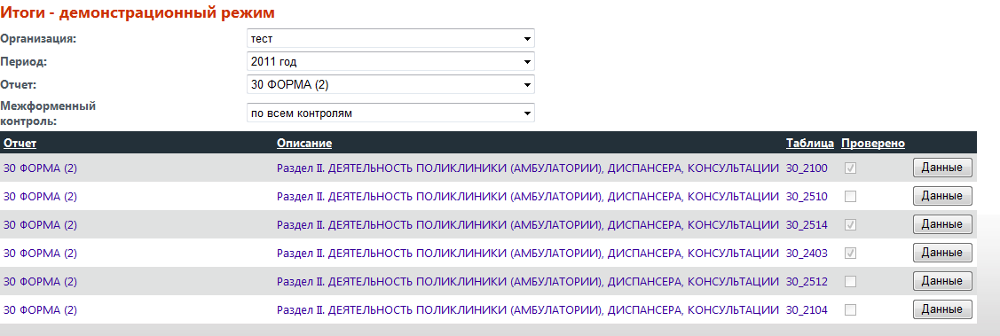 Итоги - демонстрационный режим
Организация: тест
Период: 2011 год
Отчет: 30 ФОРМА (2)
Межформенный
контроль: по всем контролям
Отчет Описание Таблица Проверено
30 ФОРМА (2) Раздел II. ДЕЯТЕЛЬНОСТЬ ПОЛИКЛИНИКИ (АМБУЛАТОРИИ), ДИСПАНСЕРА, КОНСУЛЬТАЦИИ 30_2100 Данные
30 ФОРМА (2) Раздел II. ДЕЯТЕЛЬНОСТЬ ПОЛИКЛИНИКИ (АМБУЛАТОРИИ), ДИСПАНСЕРА, КОНСУЛЬТАЦИИ 30_2510 Данные
30 ФОРМА (2) Раздел II. ДЕЯТЕЛЬНОСТЬ ПОЛИКЛИНИКИ (АМБУЛАТОРИИ), ДИСПАНСЕРА, КОНСУЛЬТАЦИИ 30_2514 Данные
30 ФОРМА (2) Раздел II. ДЕЯТЕЛЬНОСТЬ ПОЛИКЛИНИКИ (АМБУЛАТОРИИ), ДИСПАНСЕРА, КОНСУЛЬТАЦИИ 30_2403 Данные
30 ФОРМА (2) Раздел II. ДЕЯТЕЛЬНОСТЬ ПОЛИКЛИНИКИ (АМБУЛАТОРИИ), ДИСПАНСЕРА, КОНСУЛЬТАЦИИ 30_2512 Данные
30 ФОРМА (2) Раздел II. ДЕЯТЕЛЬНОСТЬ ПОЛИКЛИНИКИ (АМБУЛАТОРИИ), ДИСПАНСЕРА, КОНСУЛЬТАЦИИ 30_2104 Данные